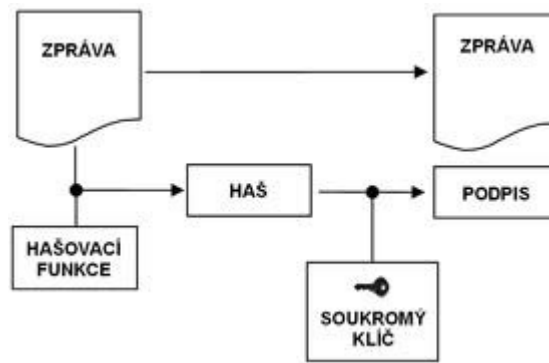 ZPRÁVA
ZPRÁVA
HAŠ
PODPIS
HAŠOVACÍ
FUNKCE
SOUKROMÝ
KLÍČ